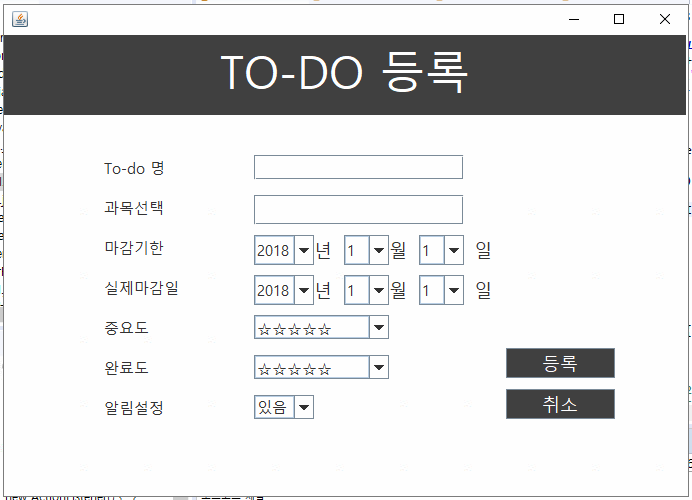 TO-DO 등록
To-do 명
과목선택
마감기한 2018 년 1 월 1 일
실제마감일 2018 년 1 월 1 일
중요도 ☆☆☆☆☆
완료도 ☆☆☆☆☆ 등록
알림설정 있음 취소